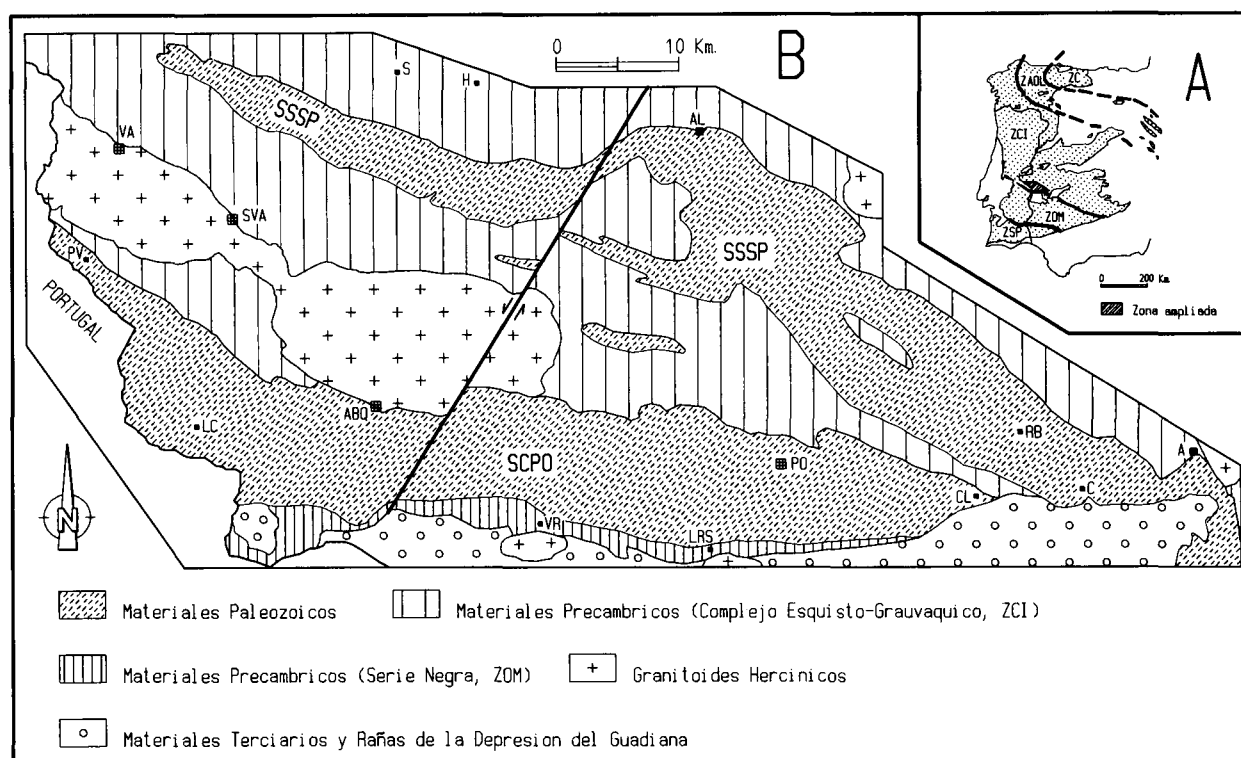 0 10 Km.
B
S
H
SSSP
AL
VA
SVA
SSSP
PV
PORTUGAL
ABQ
LC
SCPO
PO
RB
A
CL
C
VR
LRS
N
A
ZAOL
ZC
ZCI
ZOM
ZSP
0 200 Km.
Zona ampliada
Materiales Paleozoicos
Materiales Precambricos (Complejo Esquisto-Grauvaquico, ZCI)
Materiales Precambricos (Serie Negra, ZOM)
Granitoides Hercinicos
Materiales Terciarios y Rañas de la Depresion del Guadiana